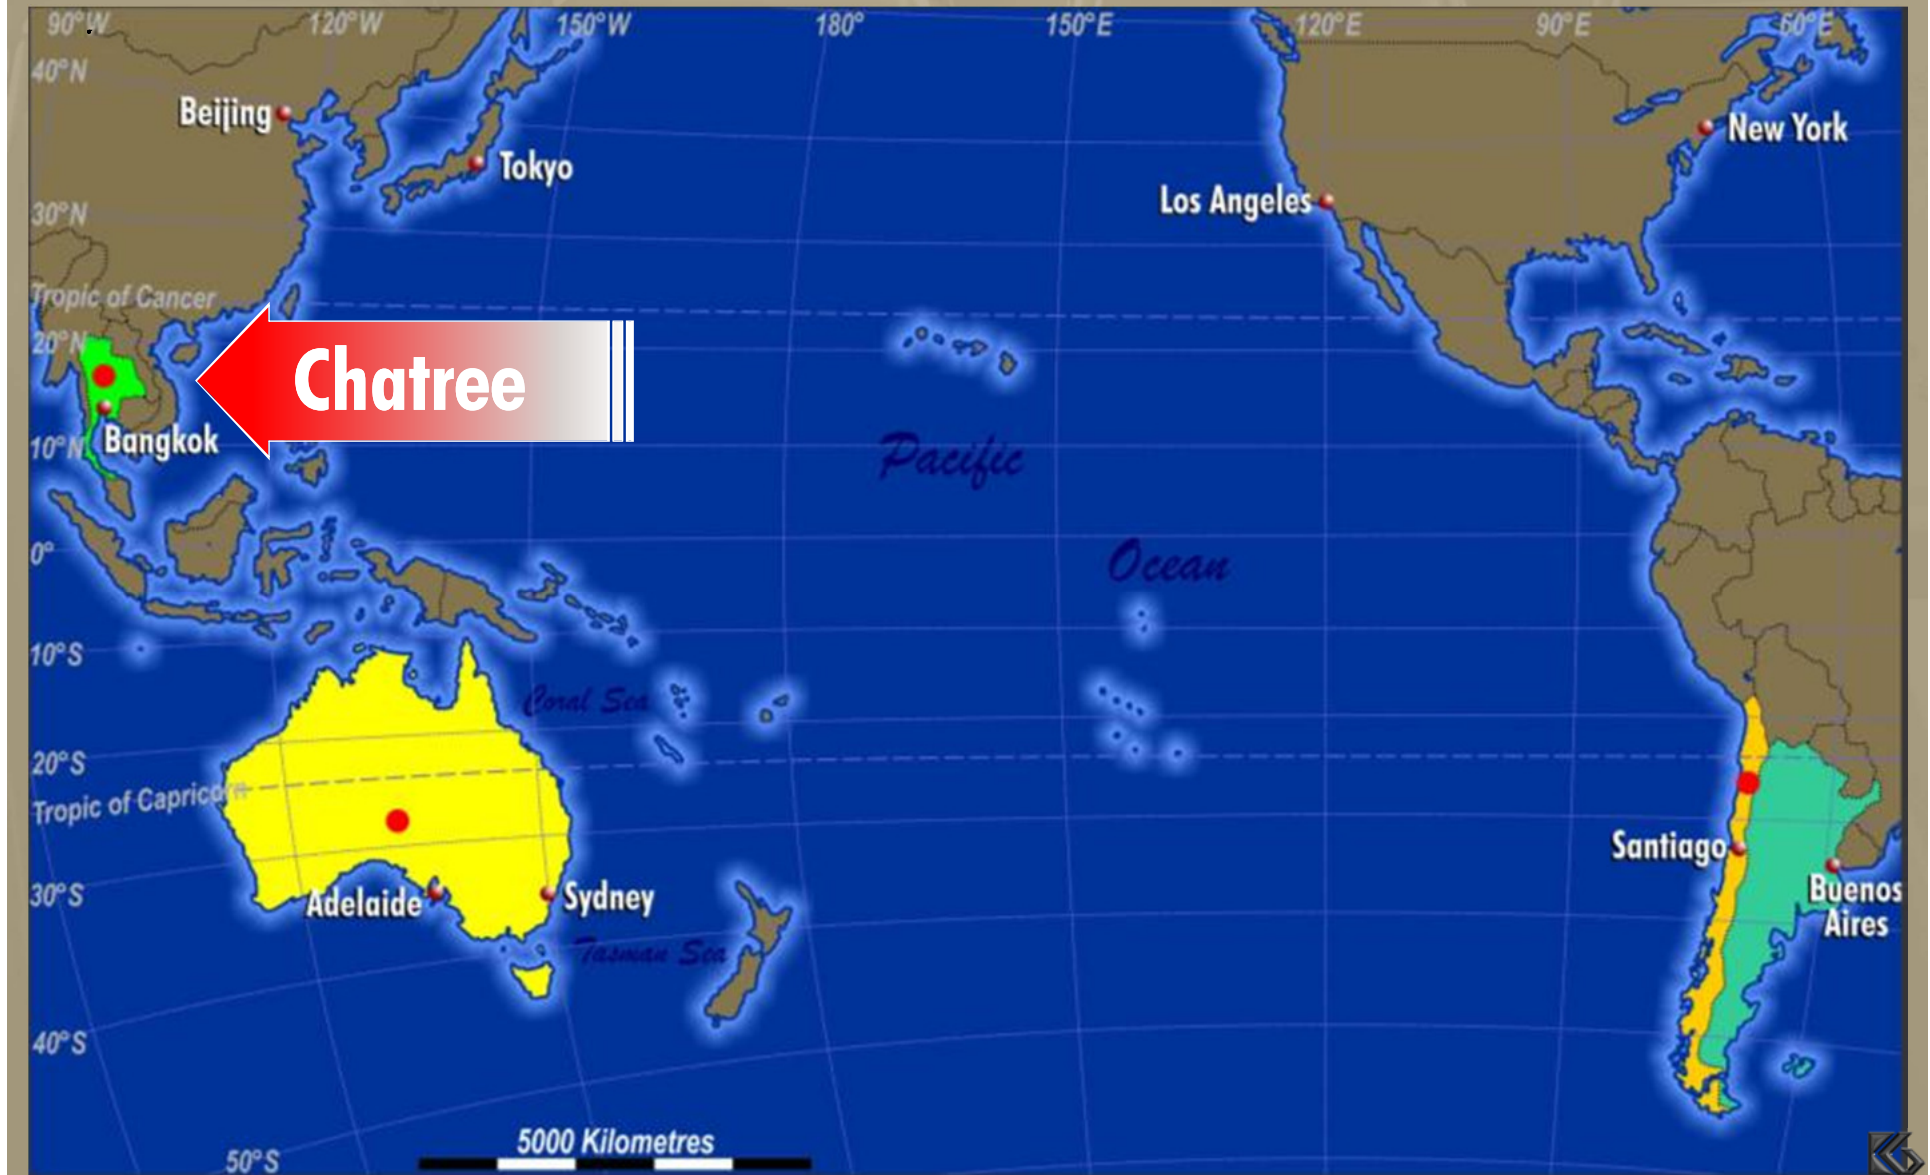 90°W 120°W 150°W 180° 150°E 120°E 90°E 60°E
40°N
Beijing
New York
Tokyo
Los Angeles
30°N
Tropic of Cancer
20°N
Chatree
Bangkok
10°N
Pacific
0°
Ocean
10°S
Coral Sea
20°S
Tropic of Capricorn
Santiago
30°S
Adelaide
Sydney
Buenos
Aires
Tasman Sea
40°S
5000 Kilometres
50°S